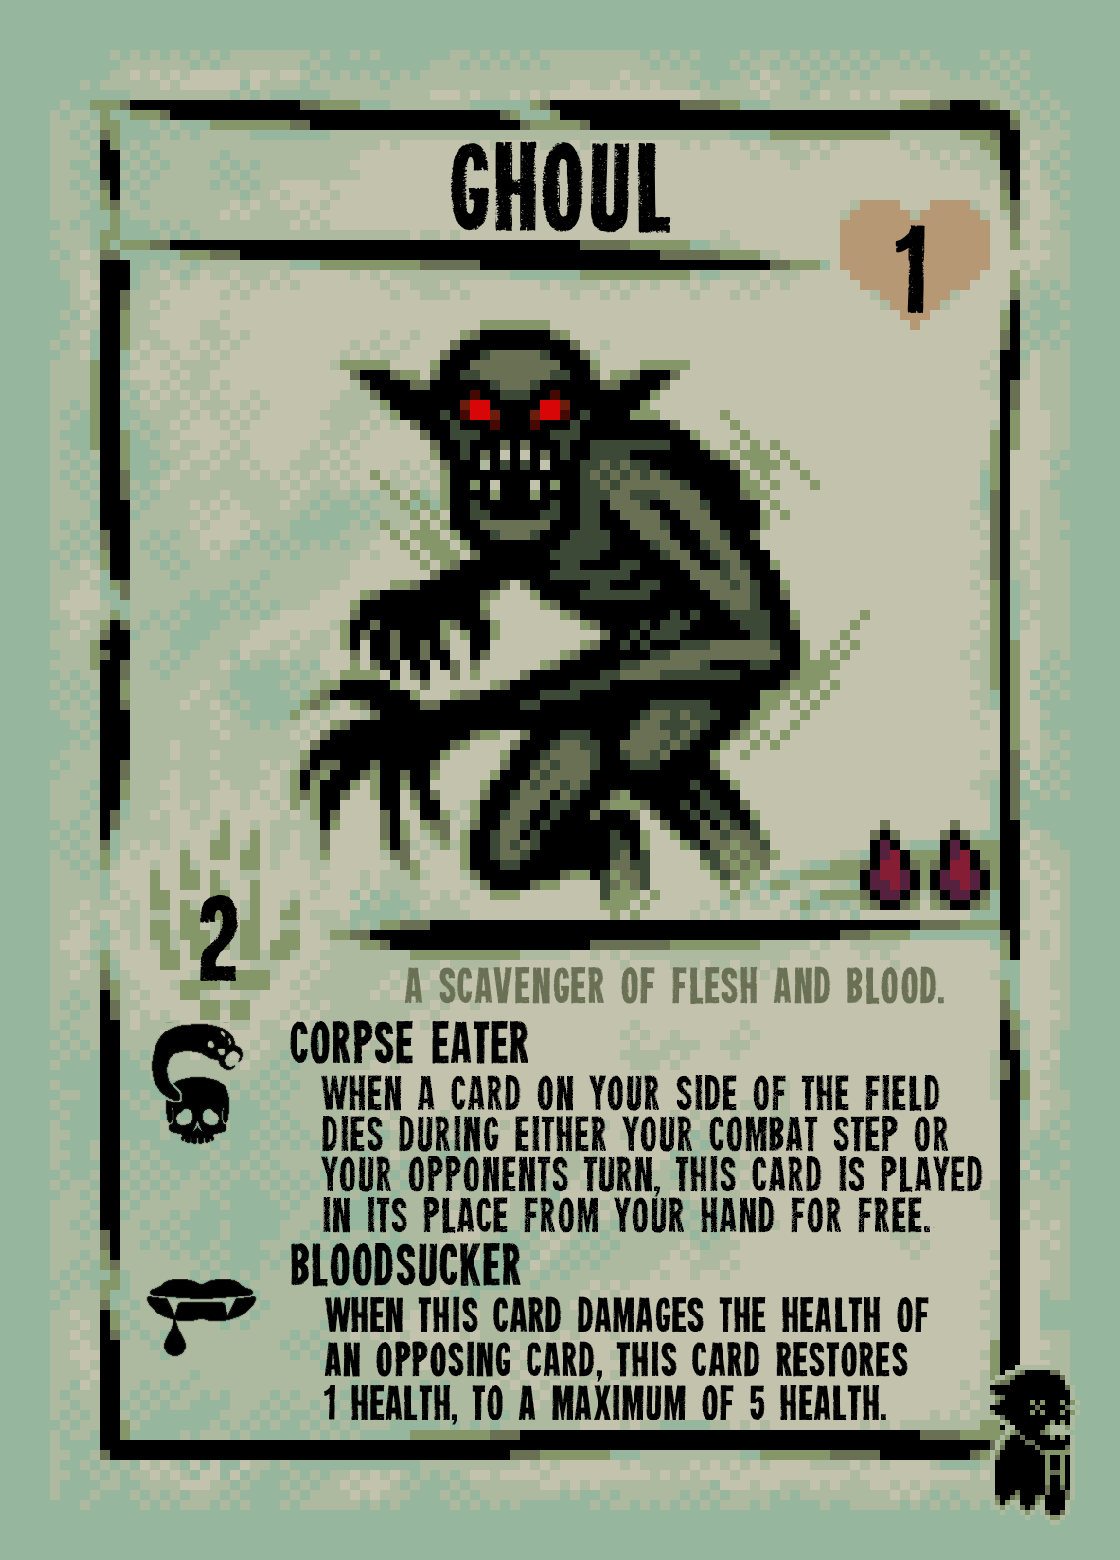 GHOUL
1
2
A SCAVENGER OF FLESH AND BLOOD.
CORPSE EATER
WHEN A CARD ON YOUR SIDE OF THE FIELD
DIES DURING EITHER YOUR COMBAT STEP OR
YOUR OPPONENTS TURN, THIS CARD IS PLAYED
IN ITS PLACE FROM YOUR HAND FOR FREE.
BLOODSUCKER
WHEN THIS CARD DAMAGES THE HEALTH OF
AN OPPOSING CARD, THIS CARD RESTORES
1 HEALTH, TO A MAXIMUM OF 5 HEALTH.